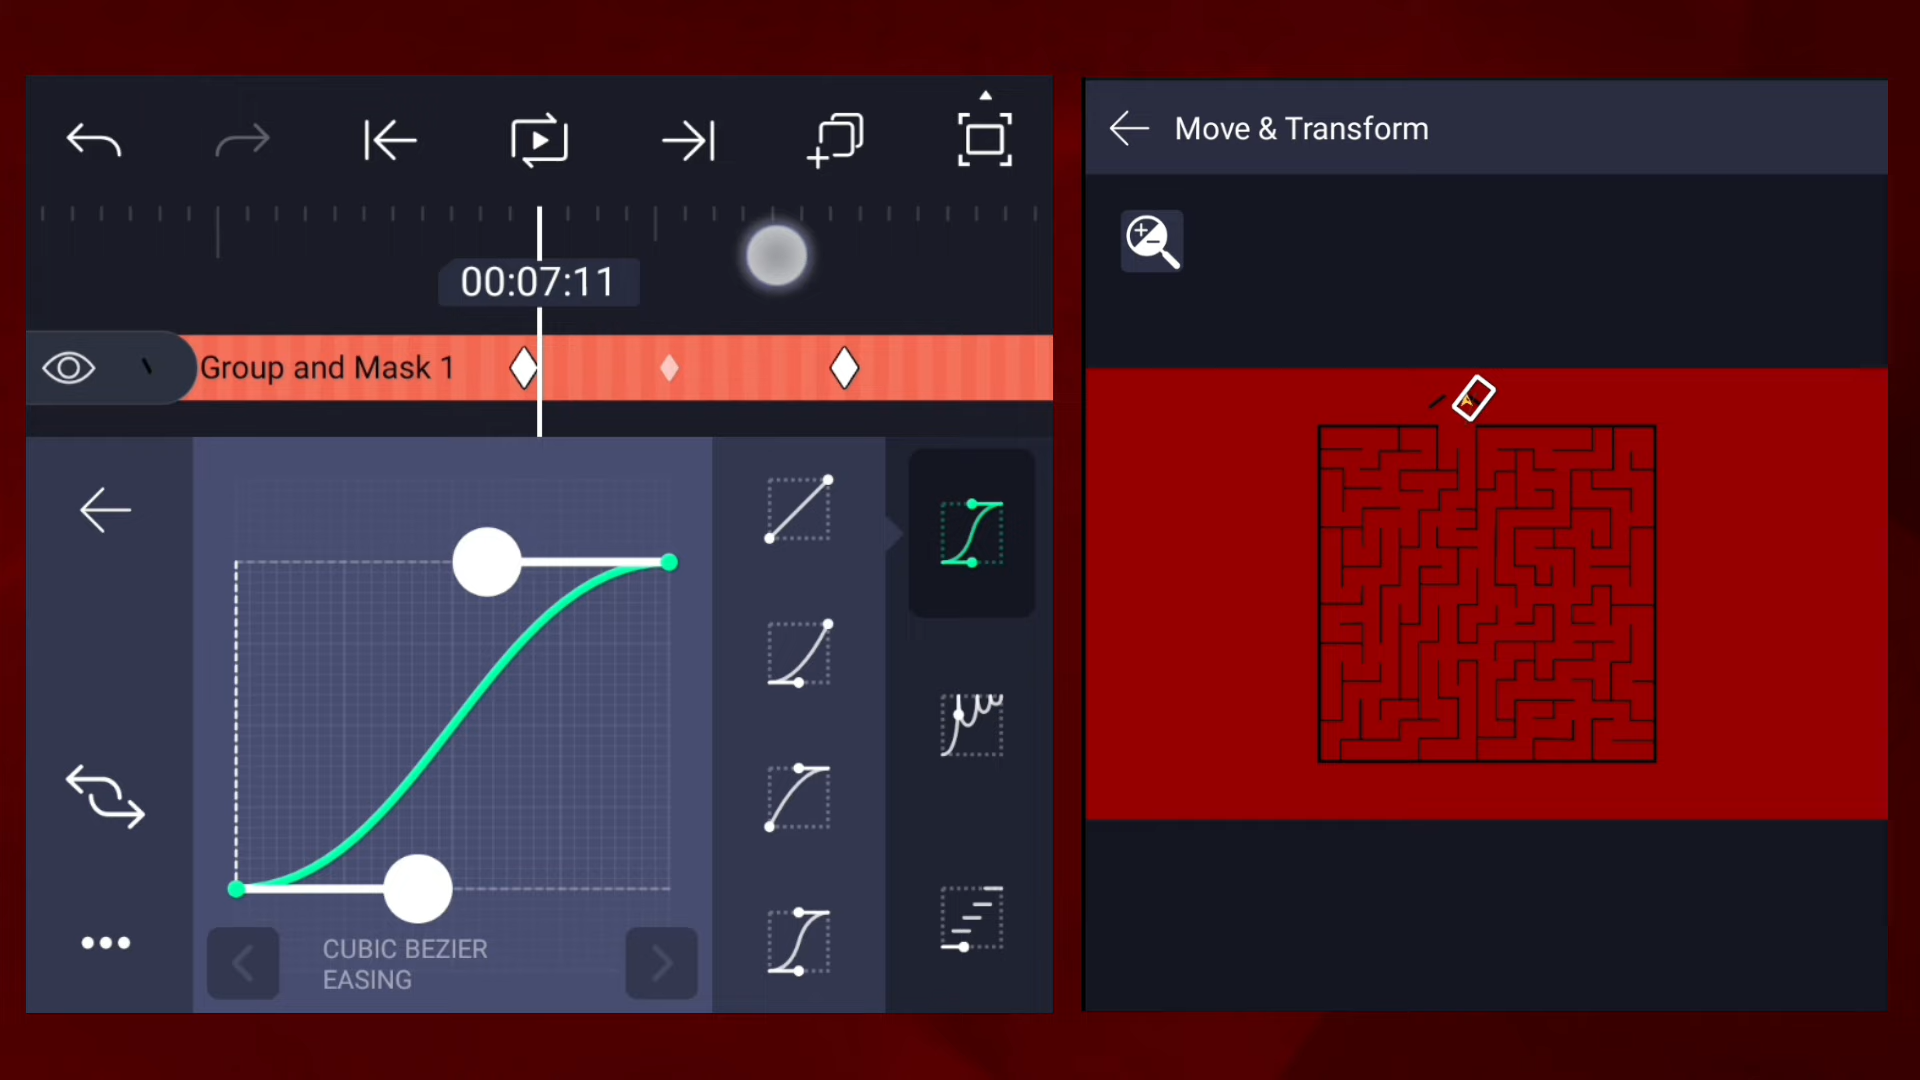 00:07:11
Group and Mask 1
CUBIC BEZIER
EASING
Move & Transform